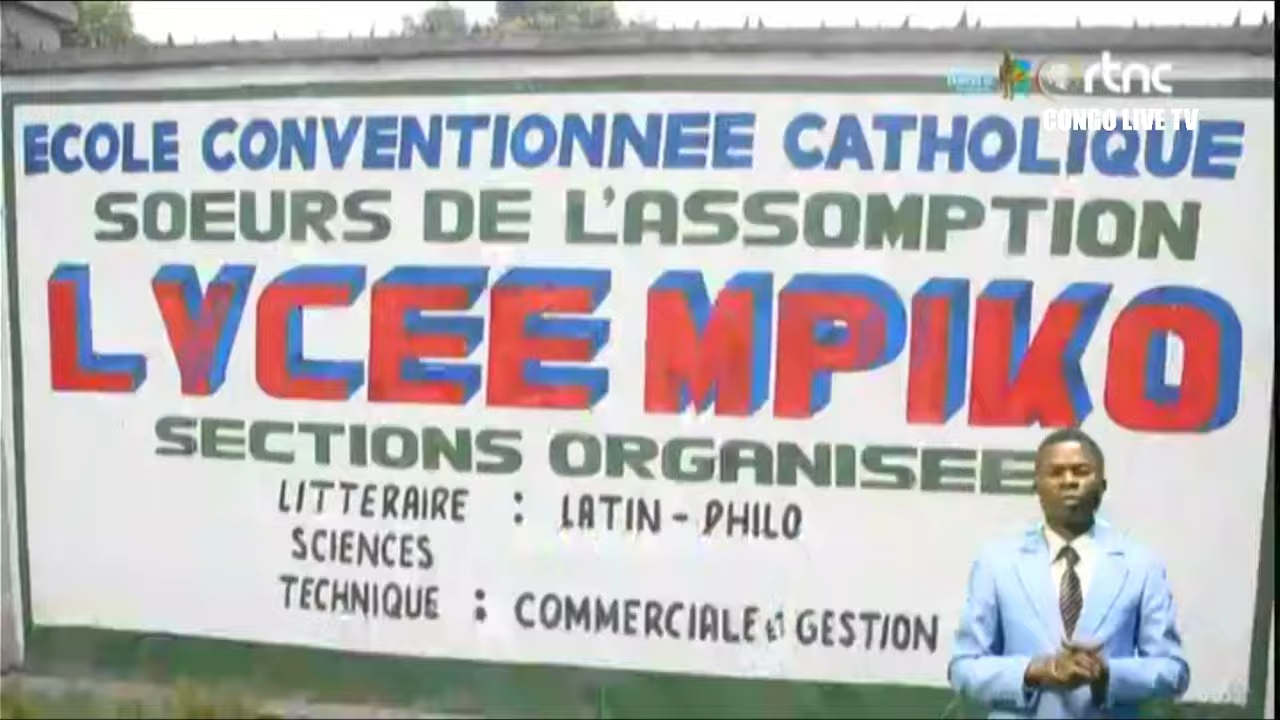 rtnc
CONGO LIVE TV
ECOLE CONVENTIONNEE CATHOLIQUE
SOEURS DE L'ASSOMPTION
LYCEE MPIKO
SECTIONS ORGANISEE
LITTERAIRE : LATIN - PHILO
SCIENCES
TECHNIQUE : COMMERCIALE ET GESTION